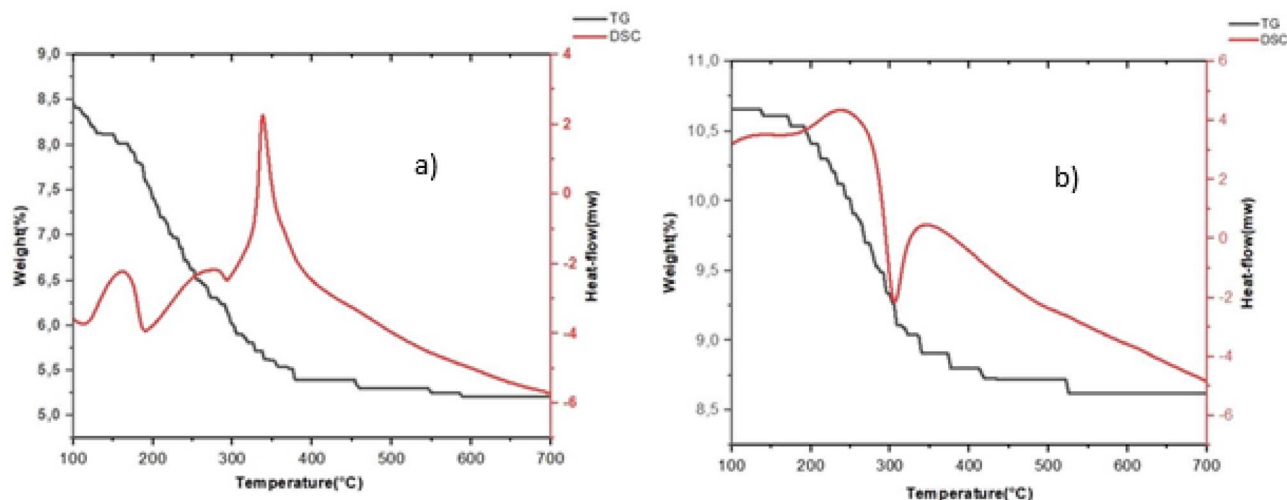 TG
DSC
9,0
8,5
8,0
7,5
7,0
6,5
6,0
5,5
5,0
Weight(%)
4
2
0
-2
-4
-6
Heat-flow(mw)
a)
100 200 300 400 500 600 700
Temperature(°C)
TG
DSC
11,0
10,5
10,0
9,5
9,0
8,5
Weight(%)
6
4
2
0
-2
-4
-6
Heat-flow(mw)
b)
100 200 300 400 500 600 700
Temperature(°C)